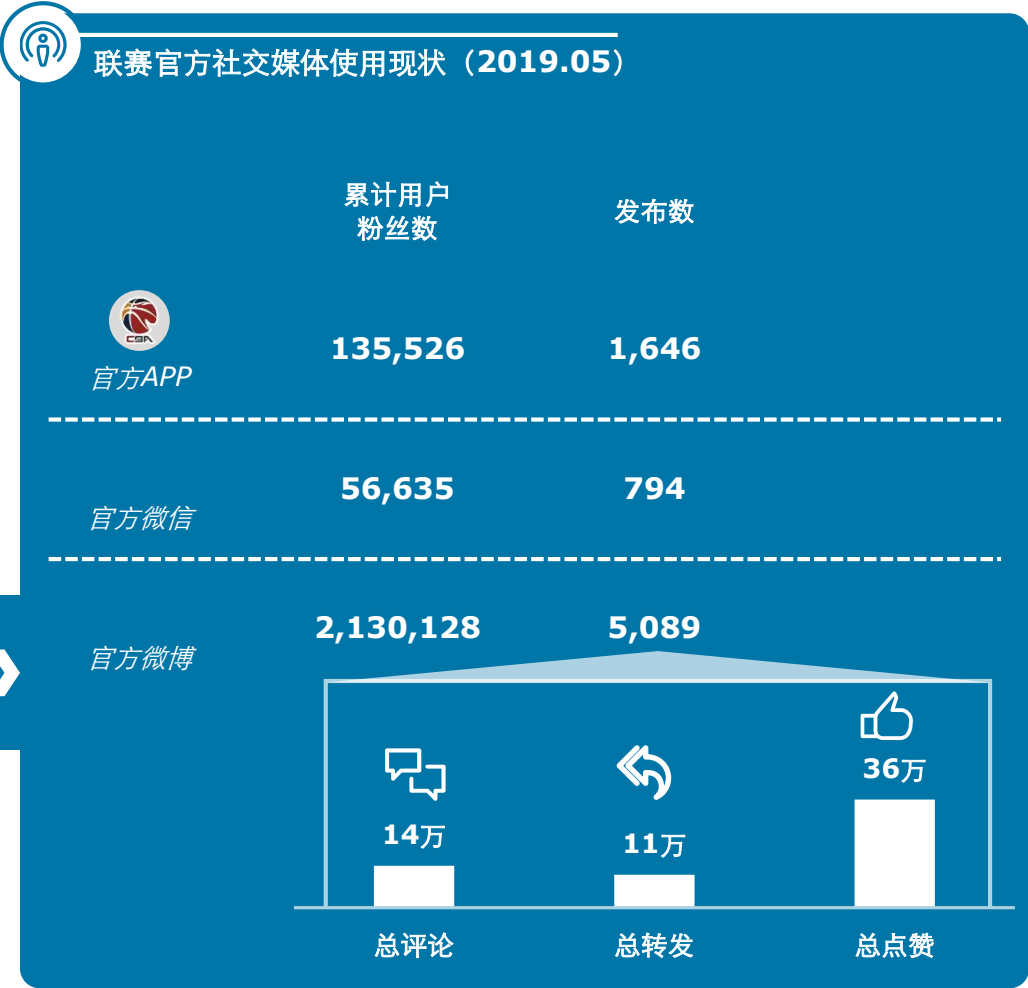 联赛官方社交媒体使用现状（2019.05）
累计用户
粉丝数
发布数
CBA
官方APP
135,526
1,646
官方微信
56,635
794
官方微博
2,130,128
5,089
14万
11万
36万
总评论
总转发
总点赞